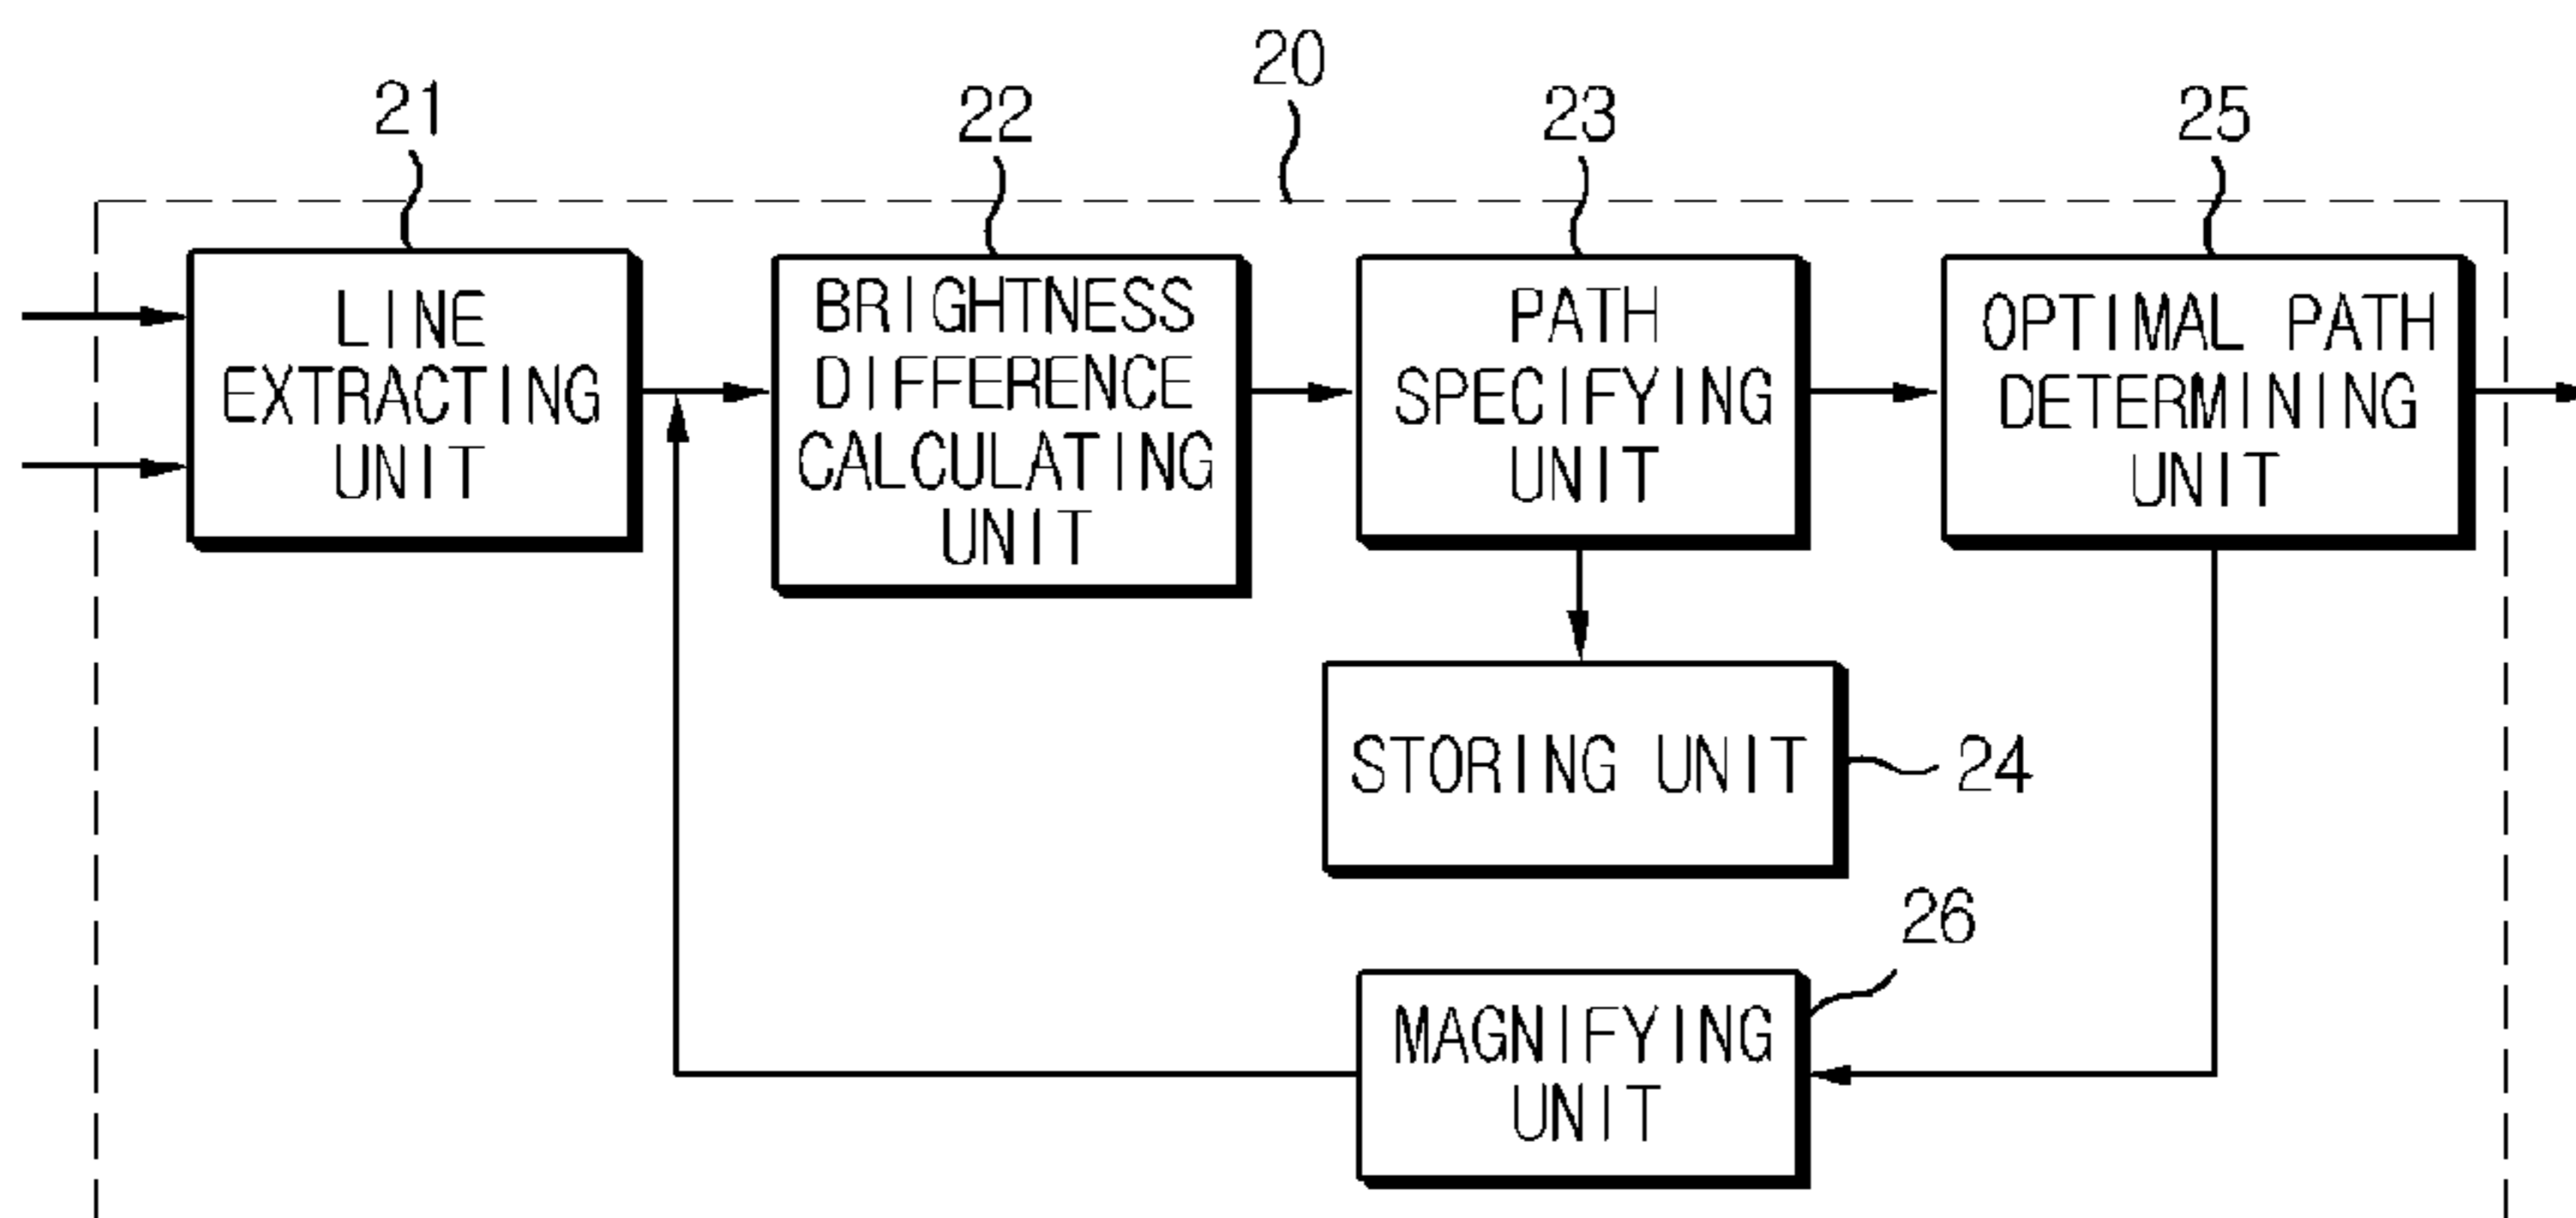 20
21
22
23
25
LINE
EXTRACTING
UNIT
BRIGHTNESS
DIFFERENCE
CALCULATING
UNIT
PATH
SPECIFYING
UNIT
OPTIMAL PATH
DETERMINING
UNIT
STORING UNIT
24
26
MAGNIFYING
UNIT